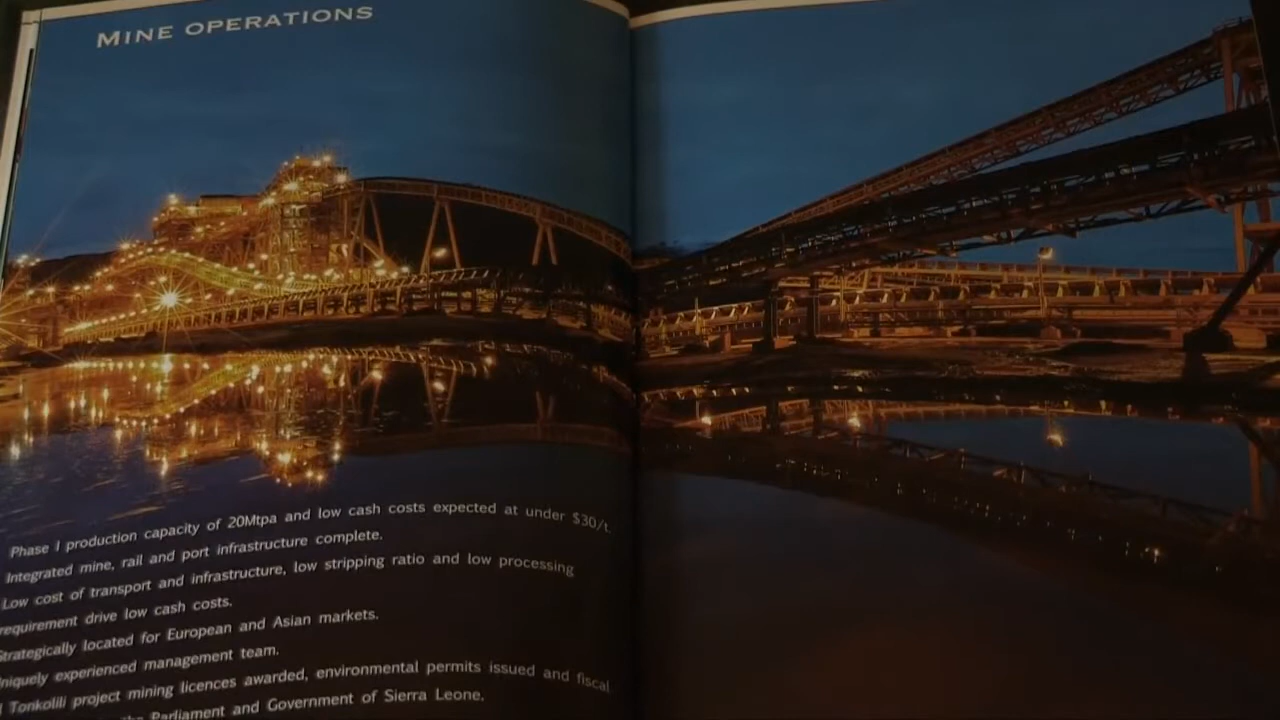 MINE OPERATIONS
Phase I production capacity of 20Mtpa and low cash costs expected at under $30/t.
Integrated mine, rail and port infrastructure complete.
Low cost of transport and infrastructure, low stripping ratio and low processing
requirement drive low cash costs.
Strategically located for European and Asian markets.
Uniquely experienced management team.
Tonkolili project mining licences awarded, environmental permits issued and fiscal
the Parliament and Government of Sierra Leone.